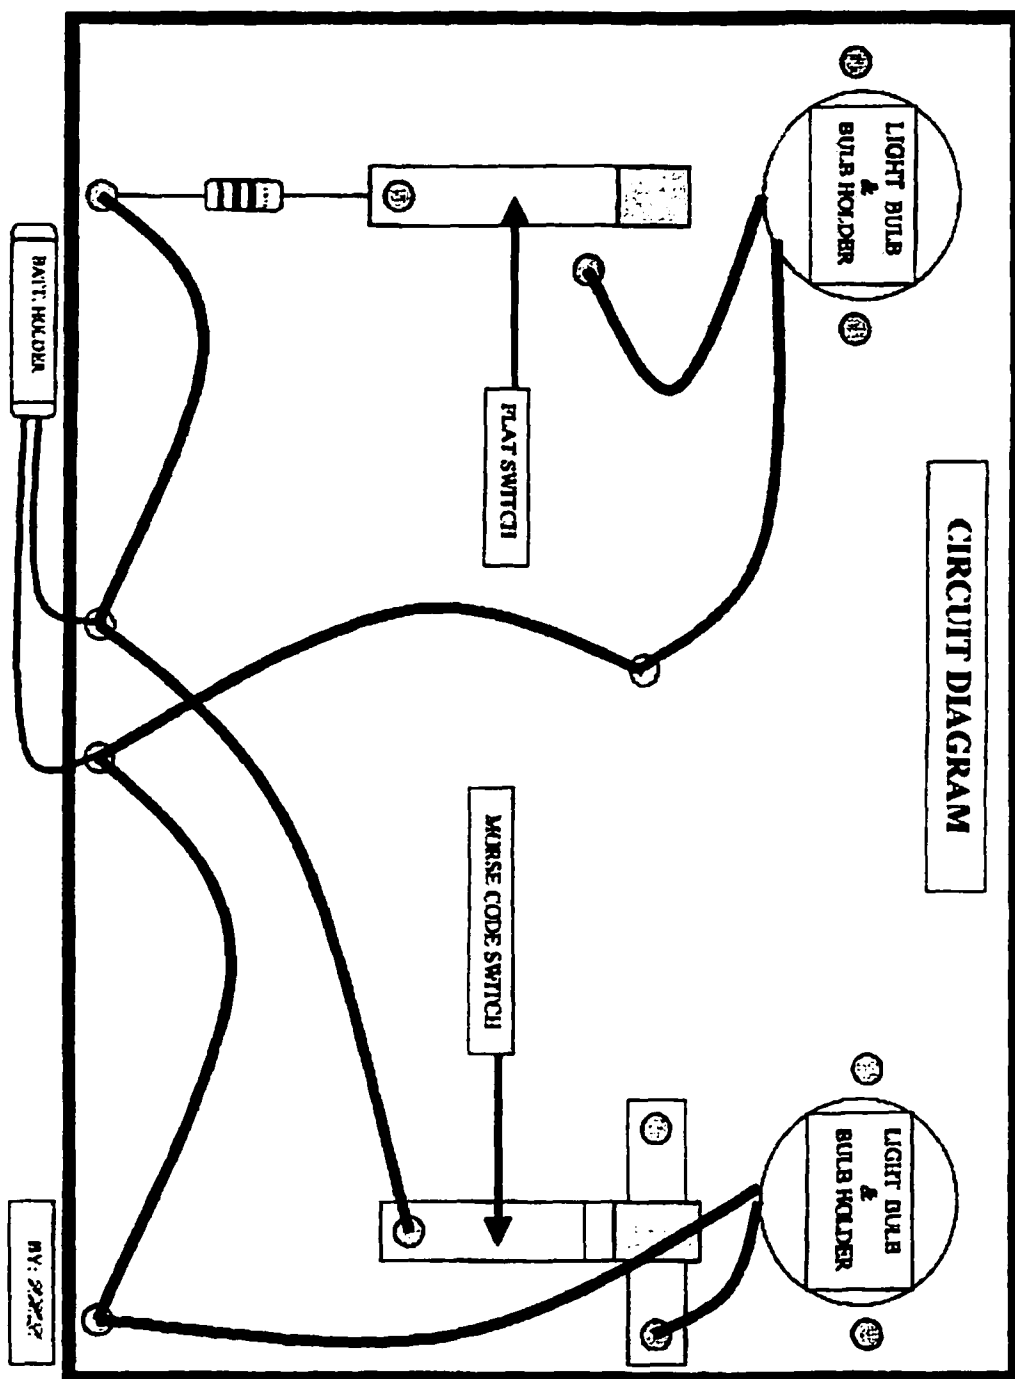 CIRCUIT DIAGRAM
LIGHT BULB
&
BULB HOLDER
LIGHT BULB
&
BULB HOLDER
FLAT SWITCH
MORSE CODE SWITCH
BATT. HOLDER
BY: